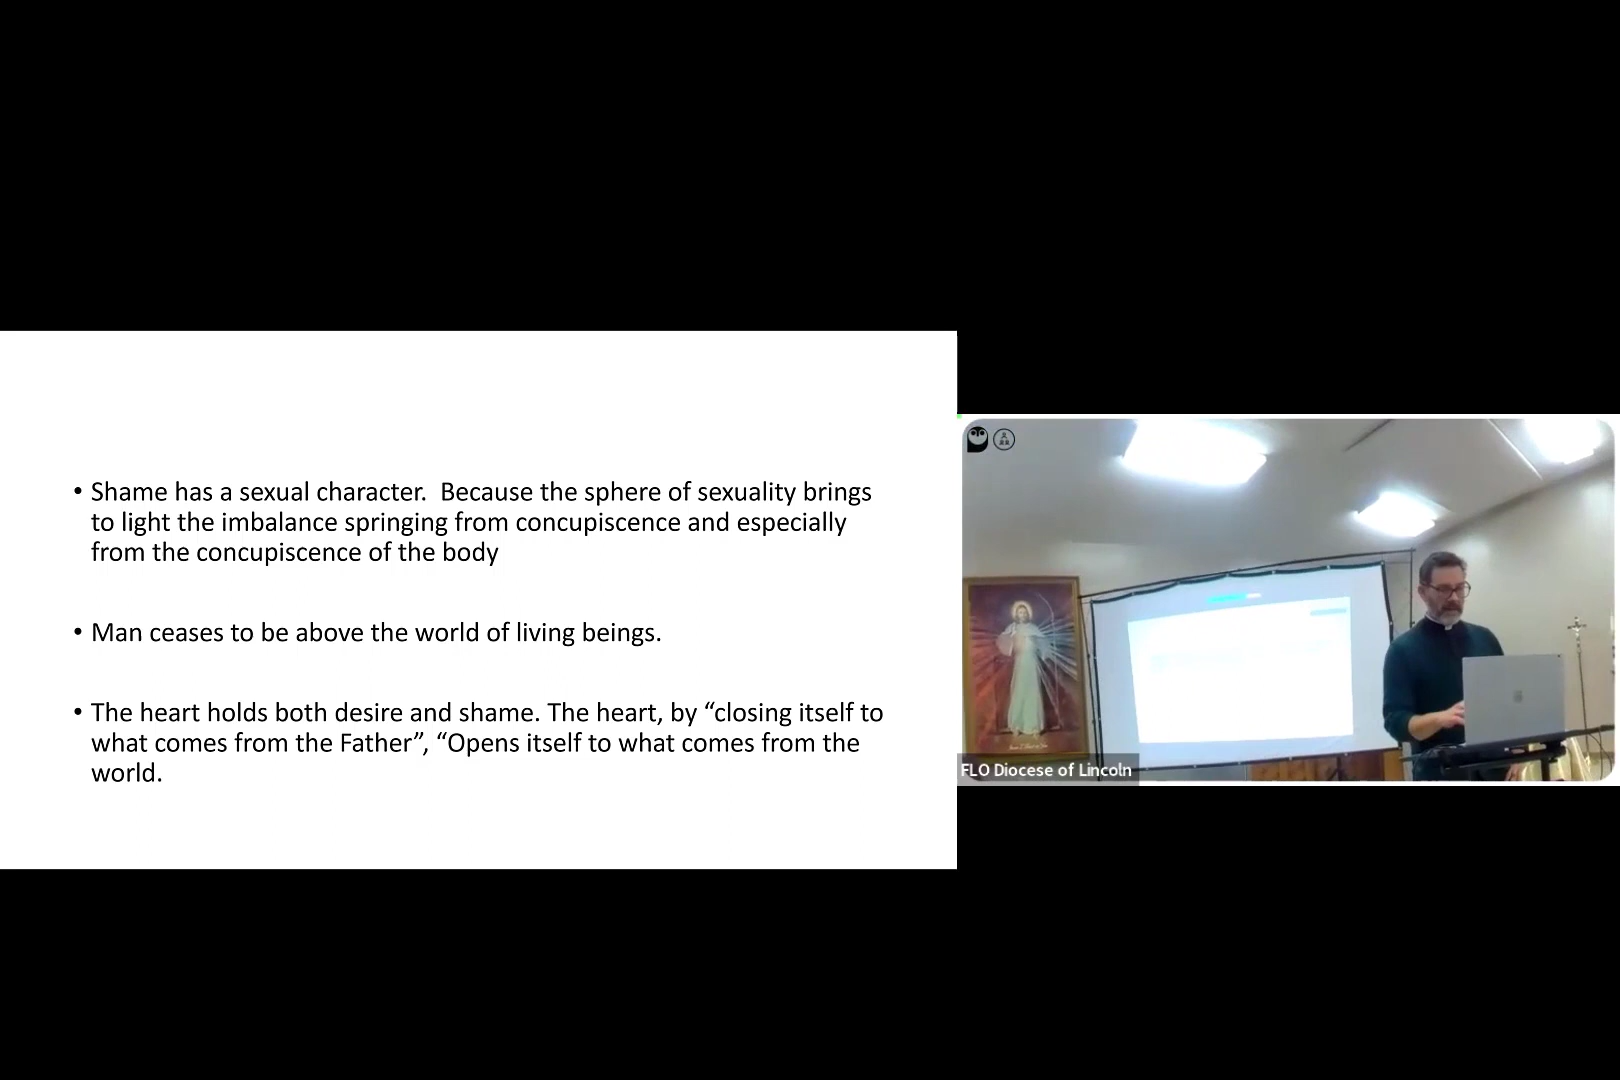 • Shame has a sexual character.  Because the sphere of sexuality brings
to light the imbalance springing from concupiscence and especially
from the concupiscence of the body
• Man ceases to be above the world of living beings.
• The heart holds both desire and shame. The heart, by “closing itself to
what comes from the Father”, “Opens itself to what comes from the
world.
FLO Diocese of Lincoln